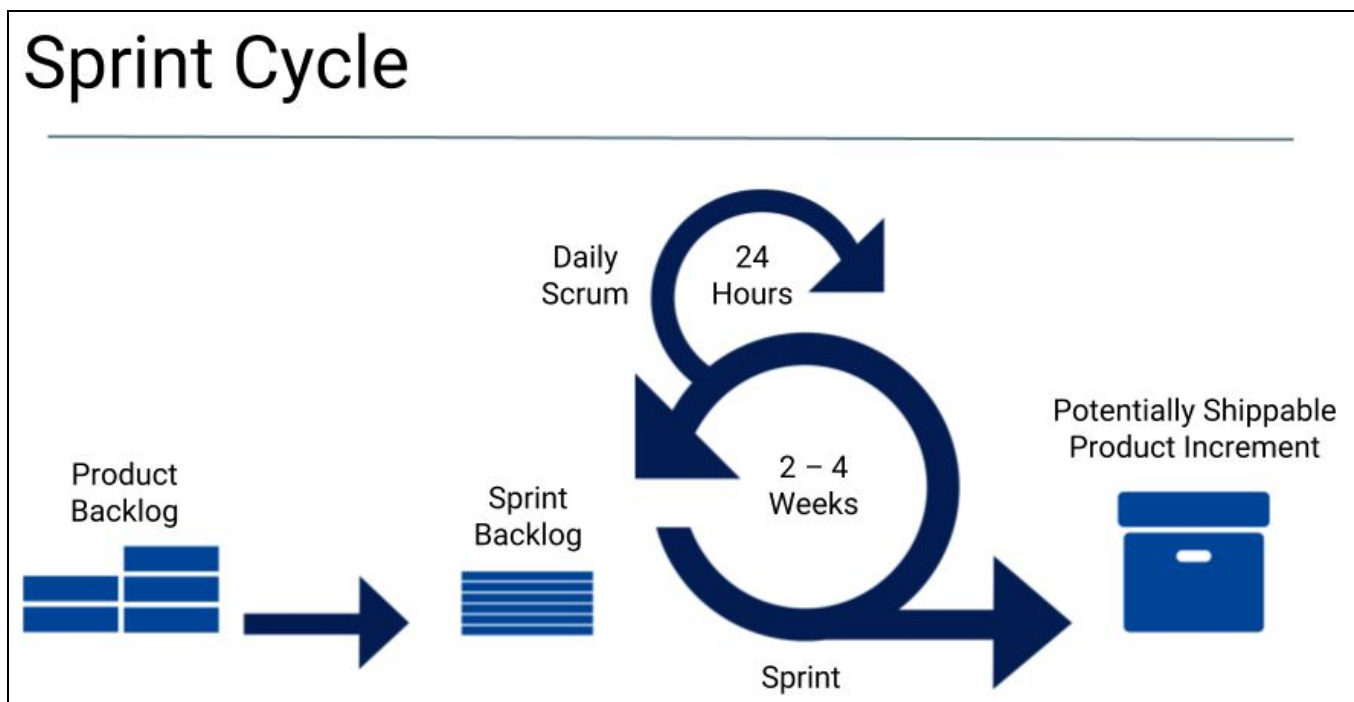 Sprint Cycle
Daily
Scrum
24
Hours
Potentially Shippable
Product Increment
Product
Backlog
Sprint
Backlog
2 – 4
Weeks
Sprint